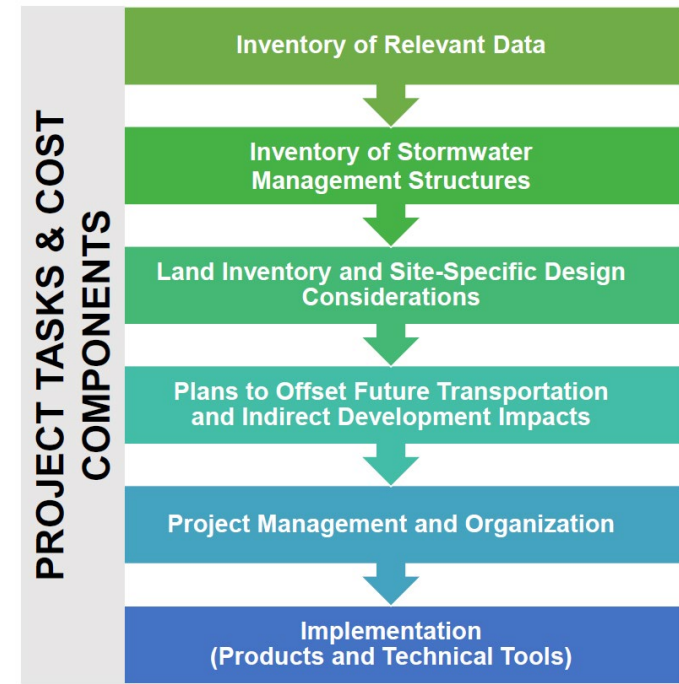 PROJECT TASKS & COST
COMPONENTS
Inventory of Relevant Data
Inventory of Stormwater
Management Structures
Land Inventory and Site-Specific Design
Considerations
Plans to Offset Future Transportation
and Indirect Development Impacts
Project Management and Organization
Implementation
(Products and Technical Tools)